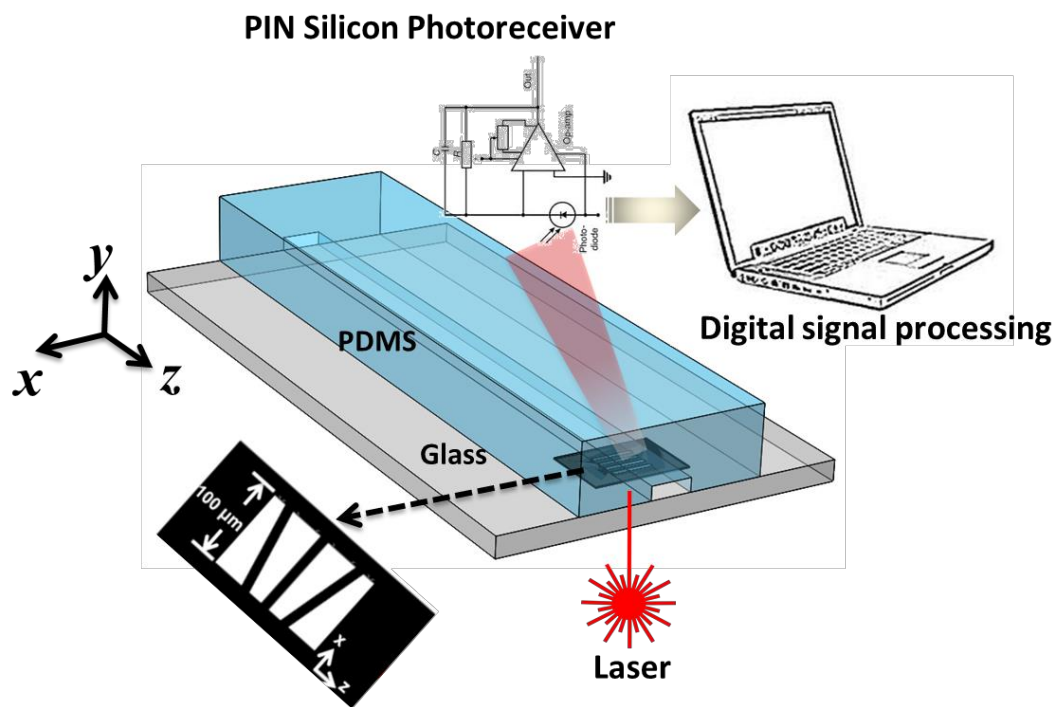 PIN Silicon Photoreceiver
Out
Op-amp
C
R
Photo-
diode
y
x
z
PDMS
Digital signal processing
Glass
100 μm
x
z
Laser